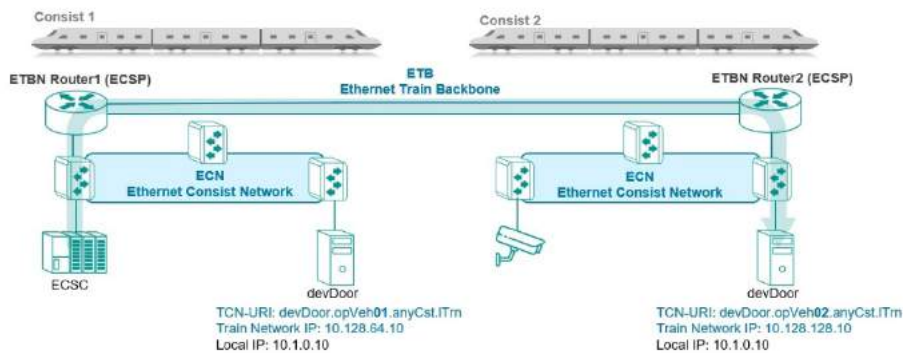 Consist 1
Consist 2
ETBN Router1 (ECSP)
ETB
Ethernet Train Backbone
ETBN Router2 (ECSP)
ECN
Ethernet Consist Network
ECN
Ethernet Consist Network
ECSC
devDoor
devDoor
TCN-URI: devDoor.opVeh01.anyCst.lTrn
Train Network IP: 10.128.64.10
Local IP: 10.1.0.10
TCN-URI: devDoor.opVeh02.anyCst.lTrn
Train Network IP: 10.128.128.10
Local IP: 10.1.0.10